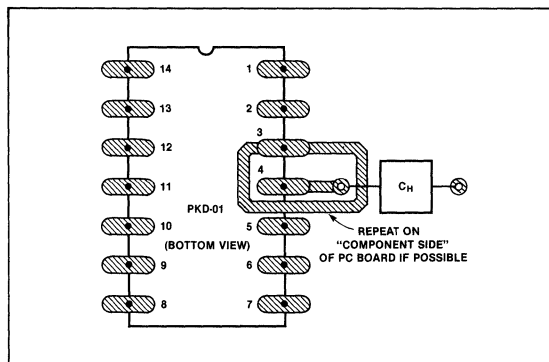 14 1
13 2
12 3
11 4
PKD-01
10 5
(BOTTOM VIEW)
9 6
8 7
CH
REPEAT ON
"COMPONENT SIDE"
OF PC BOARD IF POSSIBLE